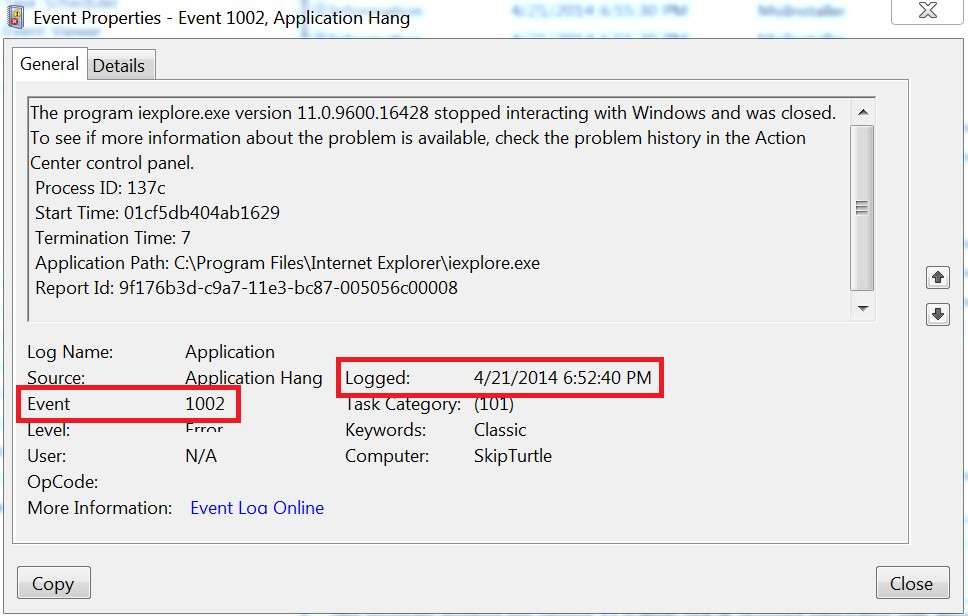 Event Properties - Event 1002, Application Hang
General
Details
The program iexplore.exe version 11.0.9600.16428 stopped interacting with Windows and was closed.
To see if more information about the problem is available, check the problem history in the Action
Center control panel.
Process ID: 137c
Start Time: 01cf5db404ab1629
Termination Time: 7
Application Path: C:\Program Files\Internet Explorer\iexplore.exe
Report Id: 9f176b3d-c9a7-11e3-bc87-005056c00008
Log Name: Application
Source: Application Hang Logged: 4/21/2014 6:52:40 PM
Event 1002 Task Category: (101)
Level: Error Keywords: Classic
User: N/A Computer: SkipTurtle
OpCode:
More Information: Event Log Online
Copy Close